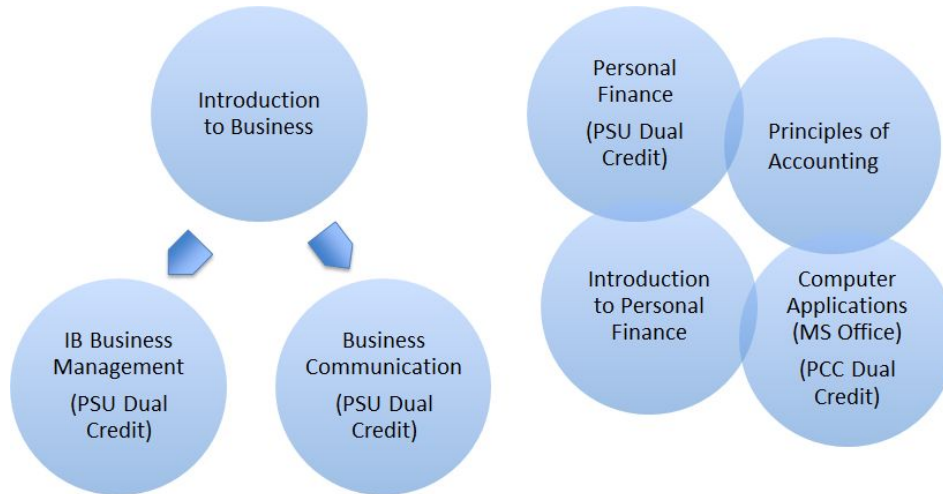 Introduction
to Business
IB Business
Management
(PSU Dual
Credit)
Business
Communication
(PSU Dual
Credit)
Personal
Finance
(PSU Dual
Credit)
Principles of
Accounting
Introduction
to Personal
Finance
Computer
Applications
(MS Office)
(PCC Dual
Credit)